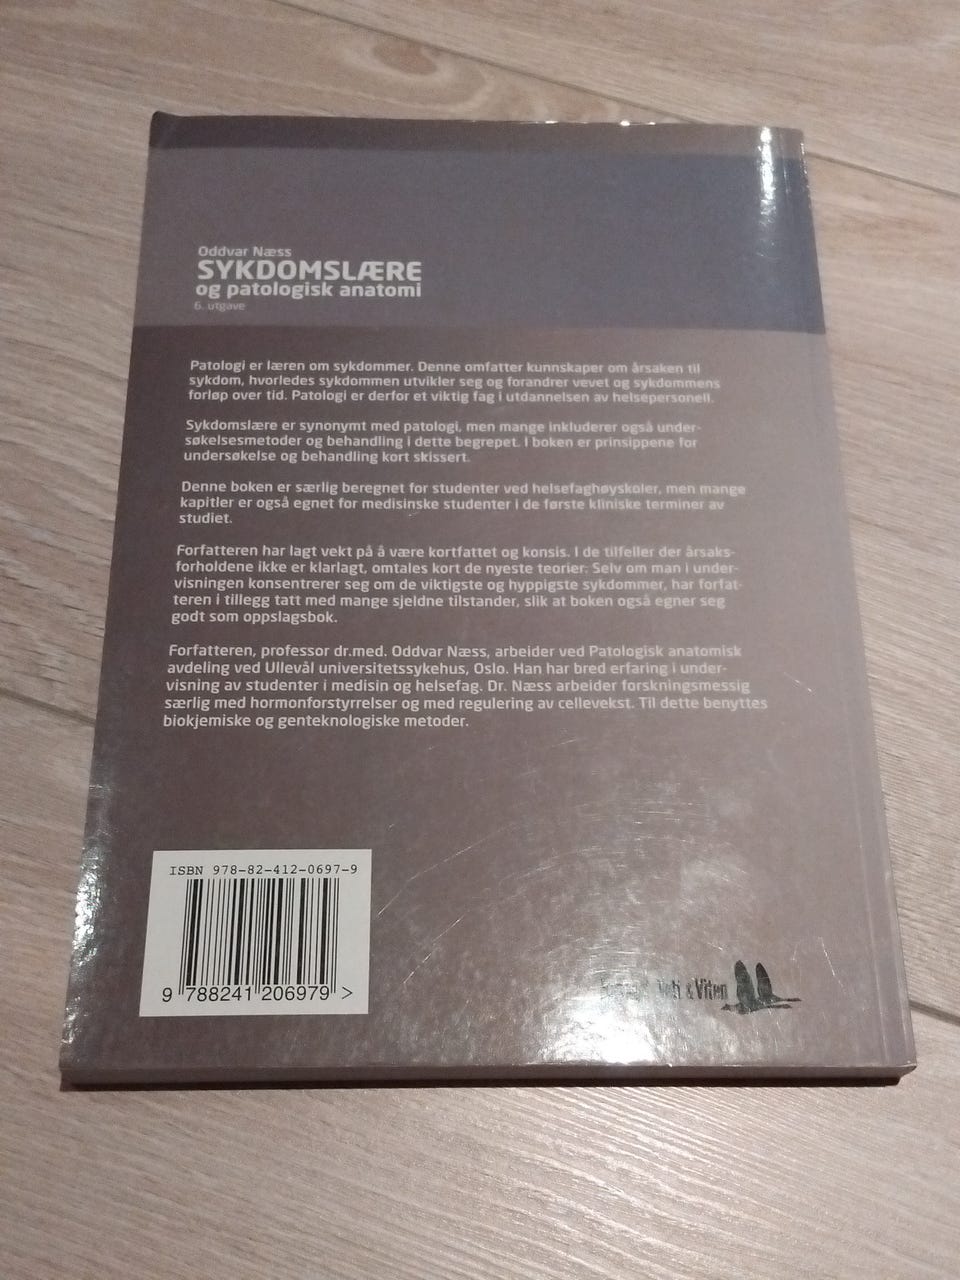 Oddvar Næss
SYKDOMSLÆRE
og patologisk anatomi
6. utgave
Patologi er læren om sykdommer. Denne omfatter kunnskaper om årsaken til
sykdom, hvorledes sykdommen utvikler seg og forandrer vevet og sykdommens
forløp over tid. Patologi er derfor et viktig fag i utdannelsen av helsepersonell.
Sykdomslære er synonymt med patologi, men mange inkluderer også under-
søkelsesmetoder og behandling i dette begrepet. I boken er prinsippene for
undersøkelse og behandling kort skissert.
Denne boken er særlig beregnet for studenter ved helsefaghøyskoler, men mange
kapitler er også egnet for medisinske studenter i de første kliniske terminer av
studiet.
Forfatteren har lagt vekt på å være kortfattet og konsis. I de tilfeller der årsaks-
forholdene ikke er klarlagt, omtales kort de nyeste teorier. Selv om man i under-
visningen konsentrerer seg om de viktigste og hyppigste sykdommer, har forfat-
teren i tillegg tatt med mange sjeldne tilstander, slik at boken også egner seg
godt som oppslagsbok.
Forfatteren, professor dr.med. Oddvar Næss, arbeider ved Patologisk anatomisk
avdeling ved Ullevål universitetssykehus, Oslo. Han har bred erfaring i under-
visning av studenter i medisin og helsefag. Dr. Næss arbeider forskningsmessig
særlig med hormonforstyrrelser og med regulering av cellevekst. Til dette benyttes
biokjemiske og genteknologiske metoder.
ISBN 978-82-412-0697-9
9 788241 206979 >
& Viten